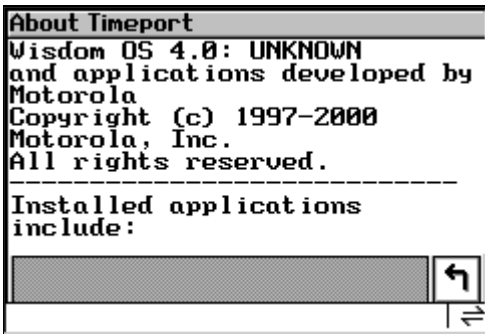 About Timeport
Wisdom OS 4.0: UNKNOWN
and applications developed by
Motorola
Copyright (c) 1997-2000
Motorola, Inc.
All rights reserved.
-----------------------------
Installed applications
include: